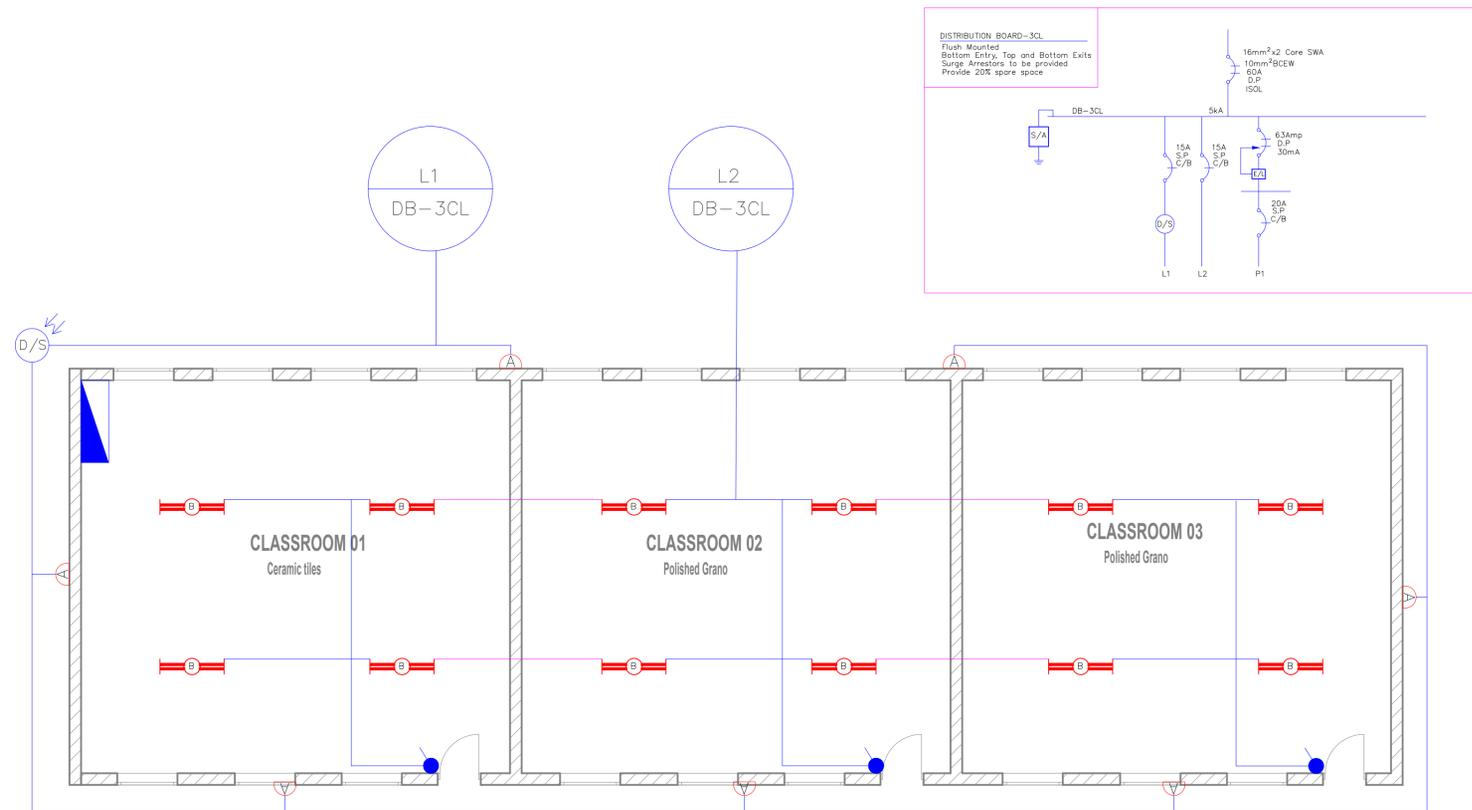 DISTRIBUTION BOARD-3CL
Flush Mounted
Bottom Entry, Top and Bottom Exits
Surge Arrestors to be provided
Provide 20% spare space
16mm²x2 Core SWA
10mm²BCEW
60A
D.P
ISOL
DB-3CL
5kA
S/A
15A
S.P
C/B
15A
S.P
C/B
63Amp
D.P
30mA
E/L
20A
S.P
C/B
D/S
L1
L2
P1
L1
DB-3CL
L2
DB-3CL
D/S
A
A
B
B
B
B
B
B
CLASSROOM 01
Ceramic tiles
CLASSROOM 02
Polished Grano
CLASSROOM 03
Polished Grano
A
A
B
B
B
B
B
B
A
A
A